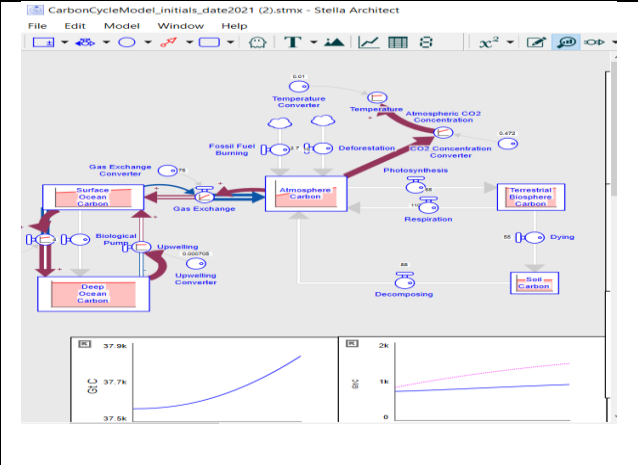 CarbonCycleModel_initials_date2021 (2).stmx - Stella Architect
File Edit Model Window Help
T x²
0.01
Temperature
Converter
Temperature
Atmospheric CO2
Concentration
0.472
CO2 Concentration
Converter
Fossil Fuel
Burning
Deforestation
Gas Exchange
Converter
Photosynthesis
Surface
Ocean
Carbon
Gas Exchange
Atmosphere
Carbon
Terrestrial
Biosphere
Carbon
Respiration
Biological
Pump
Upwelling
55
Dying
0.000705
Upwelling
Converter
Deep
Ocean
Carbon
Decomposing
Soil
Carbon
37.9k
37.7k
37.5k
Gt C
2k
1k
0